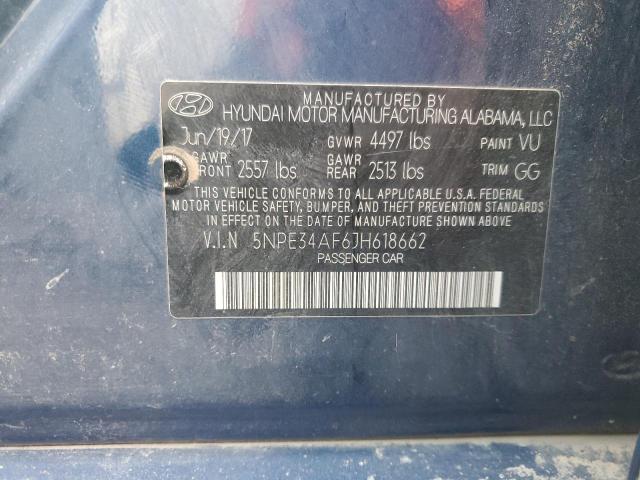 MANUFACTURED BY
HYUNDAI MOTOR MANUFACTURING ALABAMA, LLC
Jun/19/17 GVWR 4497 lbs PAINT VU
GAWR FRONT 2557 lbs GAWR REAR 2513 lbs TRIM GG
THIS VEHICLE CONFORMS TO ALL APPLICABLE U.S.A. FEDERAL
MOTOR VEHICLE SAFETY, BUMPER, AND THEFT PREVENTION STANDARDS
IN EFFECT ON THE DATE OF MANUFACTURE SHOWN ABOVE
V.I.N 5NPE34AF6JH618662
PASSENGER CAR